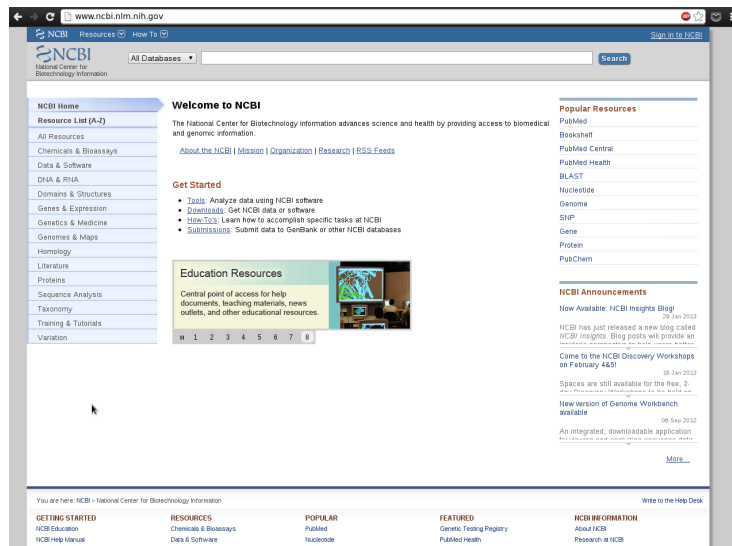 www.ncbi.nlm.nih.gov
NCBI Resources How To Sign in to NCBI
NCBI
National Center for
Biotechnology Information
All Databases
Search
NCBI Home
Resource List (A-Z)
All Resources
Chemicals & Bioassays
Data & Software
DNA & RNA
Domains & Structures
Genes & Expression
Genetics & Medicine
Genomes & Maps
Homology
Literature
Proteins
Sequence Analysis
Taxonomy
Training & Tutorials
Variation
Welcome to NCBI
The National Center for Biotechnology Information advances science and health by providing access to biomedical
and genomic information.
About the NCBI | Mission | Organization | Research | RSS Feeds
Get Started
• Tools: Analyze data using NCBI software
• Downloads: Get NCBI data or software
• How-To's: Learn how to accomplish specific tasks at NCBI
• Submissions: Submit data to GenBank or other NCBI databases
Education Resources
Central point of access for help
documents, teaching materials, news
outlets, and other educational resources.
1 2 3 4 5 6 7 8
Popular Resources
PubMed
Bookshelf
PubMed Central
PubMed Health
BLAST
Nucleotide
Genome
SNP
Gene
Protein
PubChem
NCBI Announcements
Now Available: NCBI Insights Blog!
28 Jan 2013
NCBI has just released a new blog called
NCBI Insights. Blog posts will provide an
Come to the NCBI Discovery Workshops
on February 4&5!
16 Jan 2013
Spaces are still available for the free, 2-
New version of Genome Workbench
available
06 Sep 2012
An integrated, downloadable application
More...
You are here: NCBI > National Center for Biotechnology Information Write to the Help Desk
GETTING STARTED
NCBI Education
NCBI Help Manual
RESOURCES
Chemicals & Bioassays
Data & Software
POPULAR
PubMed
Nucleotide
FEATURED
Genetic Testing Registry
PubMed Health
NCBI INFORMATION
About NCBI
Research at NCBI